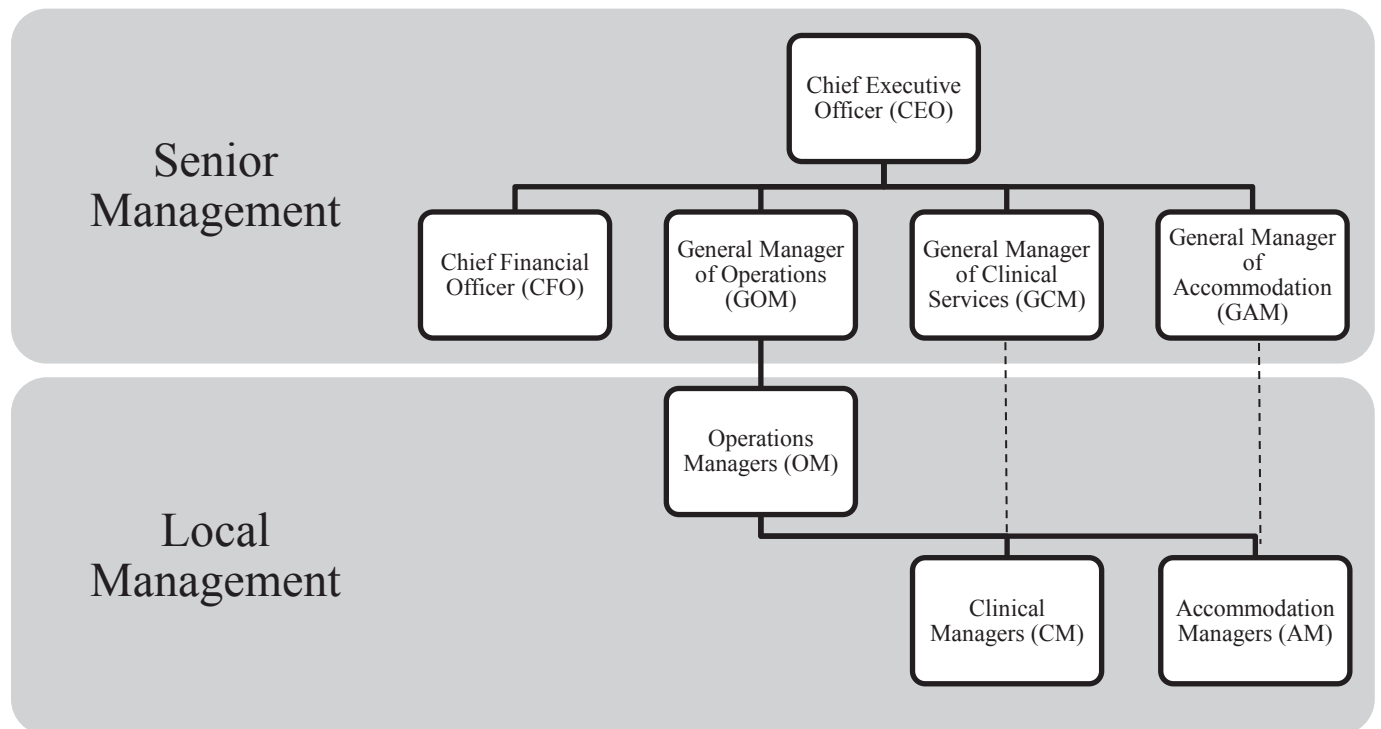 Chief Executive
Officer (CEO)
Senior
Management
Chief Financial
Officer (CFO)
General Manager
of Operations
(GOM)
General Manager
of Clinical
Services (GCM)
General Manager
of
Accommodation
(GAM)
Operations
Managers (OM)
Local
Management
Clinical
Managers (CM)
Accommodation
Managers (AM)